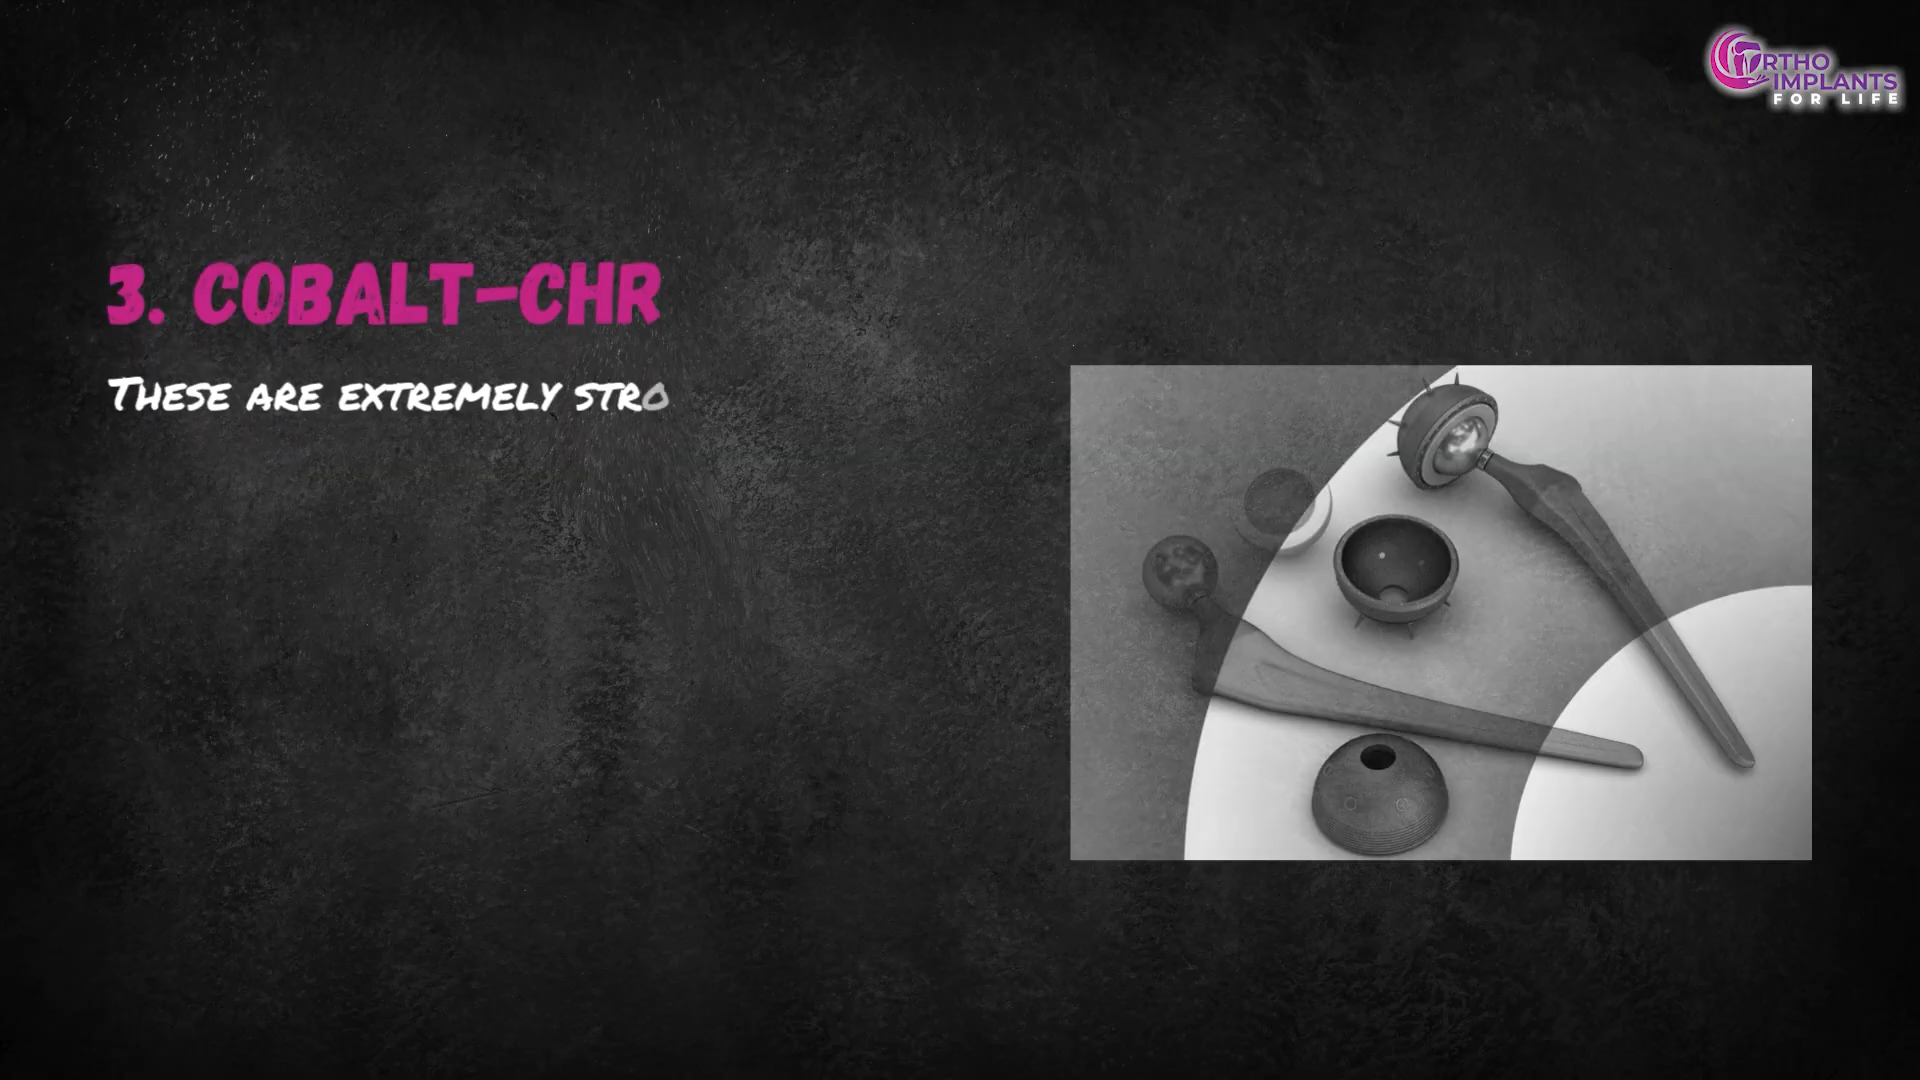 ORTHO
IMPLANTS
FOR LIFE
3. COBALT-CHR
THESE ARE EXTREMELY STRO